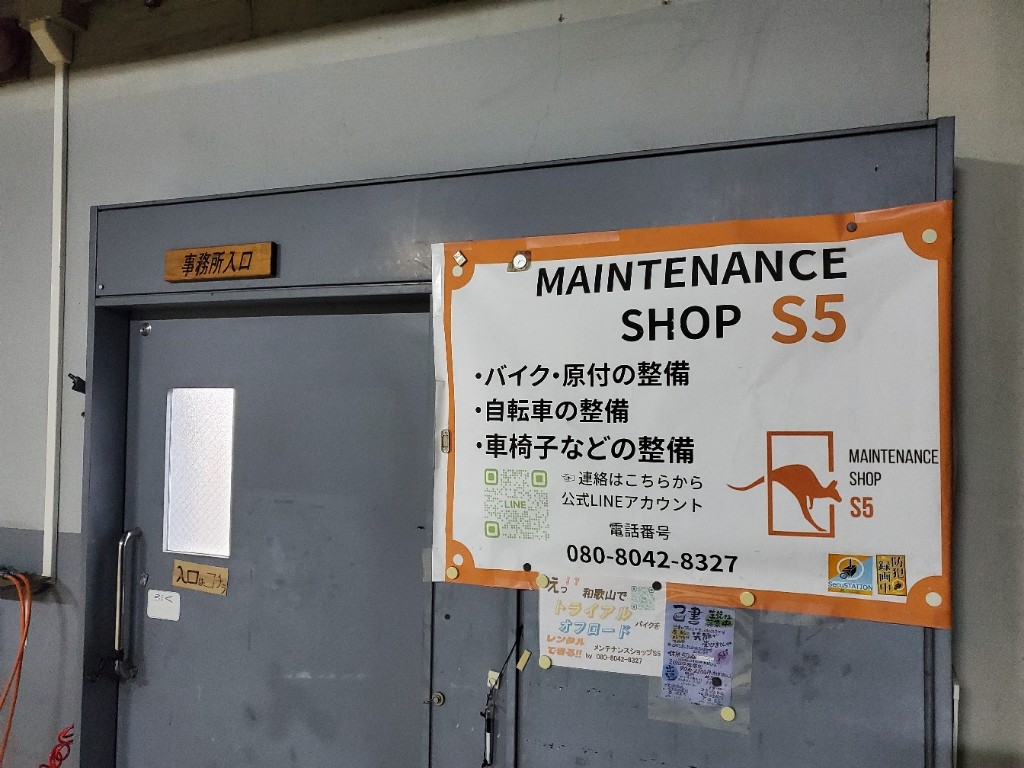 事務所入口
MAINTENANCE
SHOP S5
・バイク・原付の整備
・自転車の整備
・車椅子などの整備
LINE
☜連絡はこちらから
公式LINEアカウント
電話番号
080-8042-8327
MAINTENANCE
SHOP
S5
SecuSTATION
防犯
録画中
入口はコチラ
えっ!?
和歌山で
トライアル
オフロード
バイクを
レンタル
できる!!
メンテナンスショップS5
by 080-8042-8327
己書